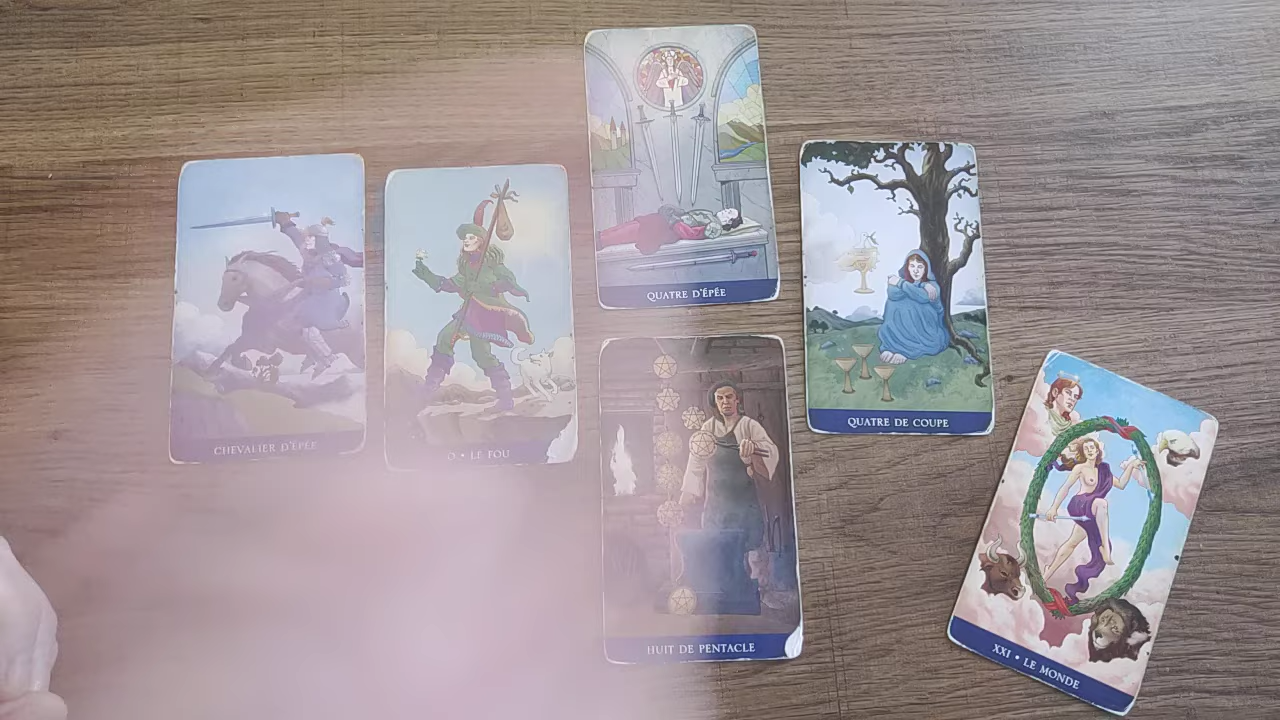 CHEVALIER D'ÉPÉE
0 • LE FOU
QUATRE D'ÉPÉE
HUIT DE PENTACLE
QUATRE DE COUPE
XXI • LE MONDE